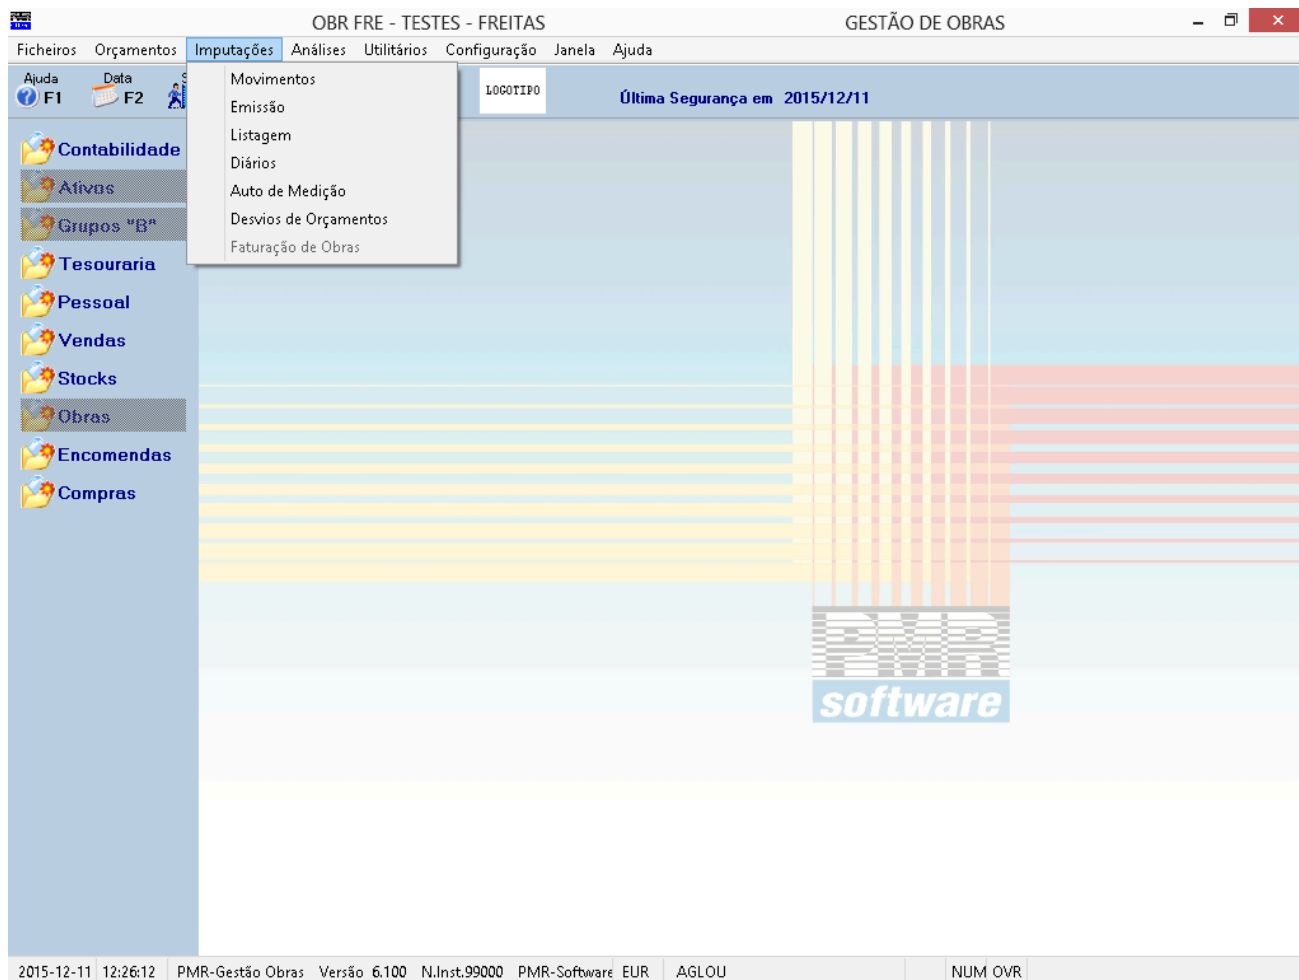 OBR FRE - TESTES - FREITAS GESTÃO DE OBRAS
Ficheiros Orçamentos Imputações Análises Utilitários Configuração Janela Ajuda
Ajuda Data S
F1 F2
LOGOTIPO
Última Segurança em 2015/12/11
Movimentos
Emissão
Listagem
Diários
Auto de Medição
Desvios de Orçamentos
Faturação de Obras
Contabilidade
Ativos
Grupos "B"
Tesouraria
Pessoal
Vendas
Stocks
Obras
Encomendas
Compras
PMR
software
2015-12-11 12:26:12 PMR-Gestão Obras Versão 6.100 N.Inst.99000 PMR-Software EUR AGLOU NUM OVR